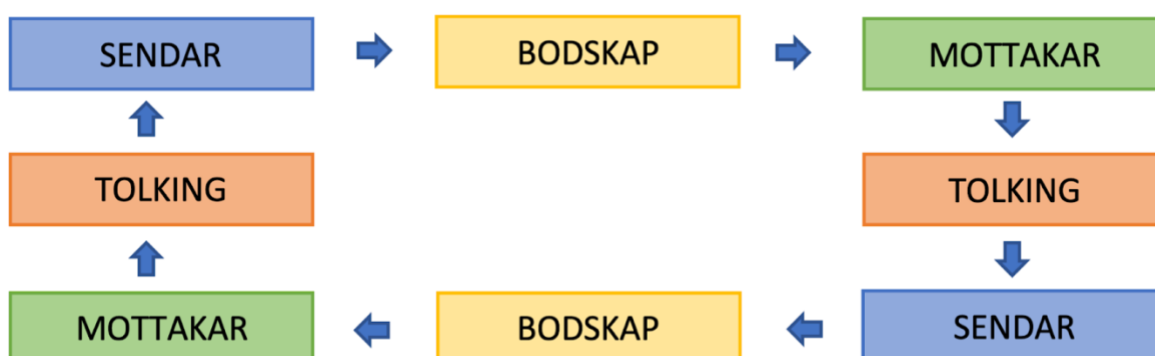 SENDAR
BODSKAP
MOTTAKAR
TOLKING
TOLKING
MOTTAKAR
BODSKAP
SENDAR